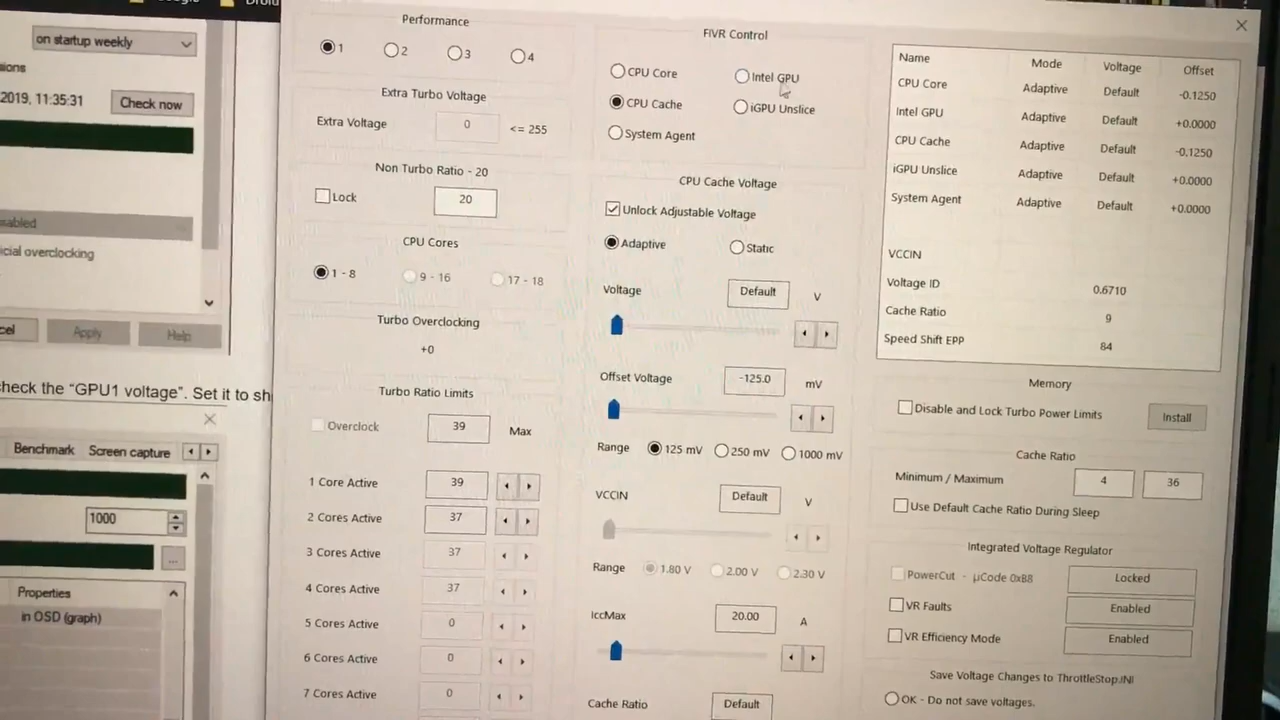 on startup weekly
2019, 11:35:31
Check now
cial overclocking
Apply
Help
check the “GPU1 voltage”. Set it to sh
Benchmark
Screen capture
1000
...
Properties
in OSD (graph)
Performance
1
2
3
4
Extra Turbo Voltage
Extra Voltage
0
<= 255
Non Turbo Ratio - 20
Lock
20
CPU Cores
1 - 8
9 - 16
17 - 18
Turbo Overclocking
+0
Turbo Ratio Limits
Overclock
39
Max
1 Core Active
39
2 Cores Active
37
3 Cores Active
37
4 Cores Active
37
5 Cores Active
0
6 Cores Active
0
7 Cores Active
0
FIVR Control
CPU Core
Intel GPU
CPU Cache
iGPU Unslice
System Agent
CPU Cache Voltage
Unlock Adjustable Voltage
Adaptive
Static
Voltage
Default
V
Offset Voltage
-125.0
mV
Range
125 mV
250 mV
1000 mV
VCCIN
Default
V
Range
1.80 V
2.00 V
2.30 V
IccMax
20.00
A
Cache Ratio
Default
Name Mode Voltage Offset
CPU Core Adaptive Default -0.1250
Intel GPU Adaptive Default +0.0000
CPU Cache Adaptive Default -0.1250
iGPU Unslice Adaptive Default +0.0000
System Agent Adaptive Default +0.0000
VCCIN
Voltage ID 0.6710
Cache Ratio 9
Speed Shift EPP 84
Memory
Disable and Lock Turbo Power Limits
Install
Cache Ratio
Minimum / Maximum
4
36
Use Default Cache Ratio During Sleep
Integrated Voltage Regulator
PowerCut - µCode 0xB8
Locked
VR Faults
Enabled
VR Efficiency Mode
Enabled
Save Voltage Changes to ThrottleStop.INI
OK - Do not save voltages.